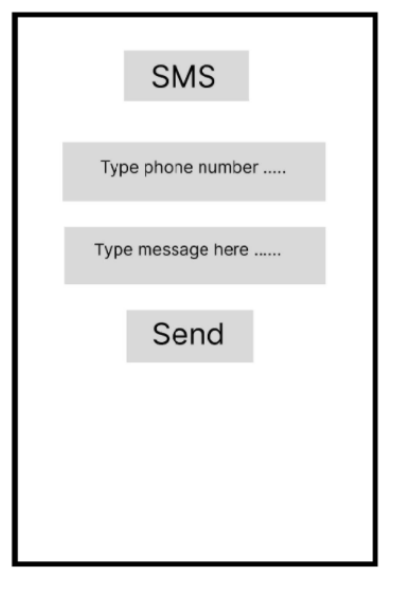 SMS
Type phone number .....
Type message here ......
Send